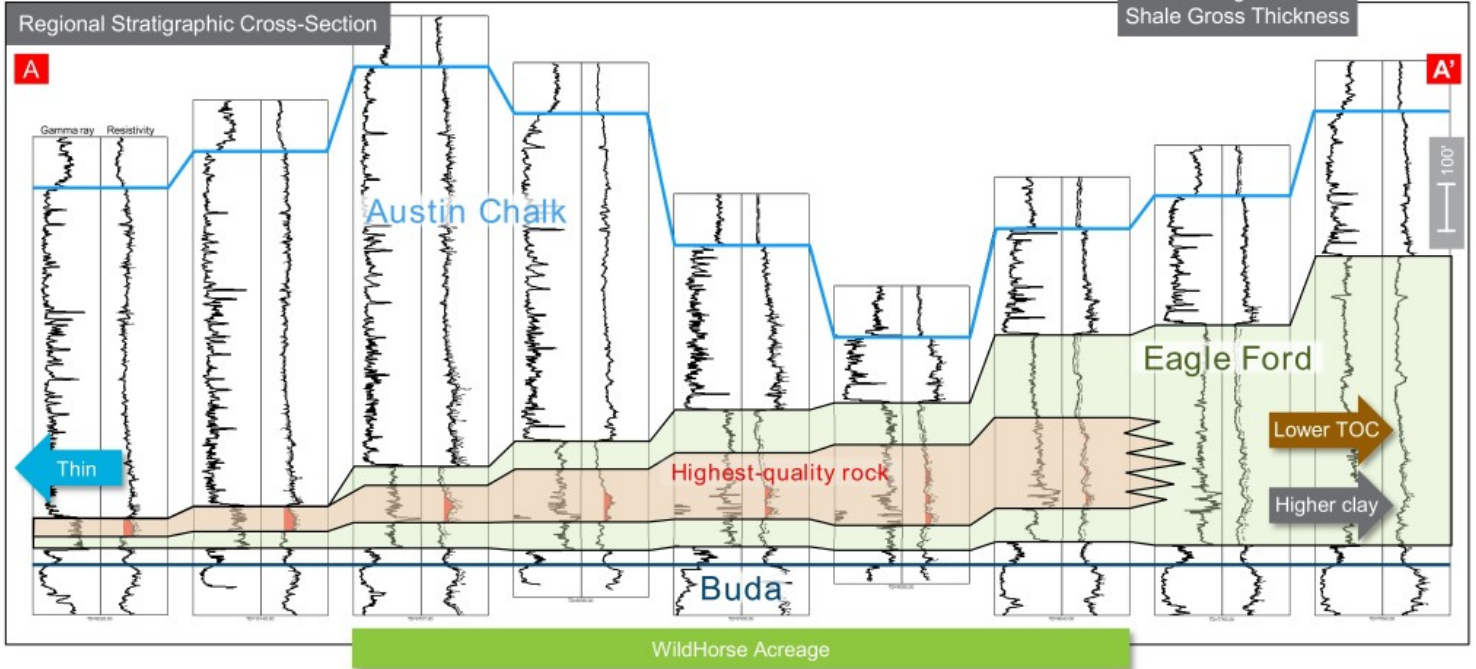 Regional Stratigraphic Cross-Section
Shale Gross Thickness
A
A'
Gamma ray
Resistivity
100'
Austin Chalk
Eagle Ford
Lower TOC
Thin
Highest-quality rock
Higher clay
Buda
WildHorse Acreage